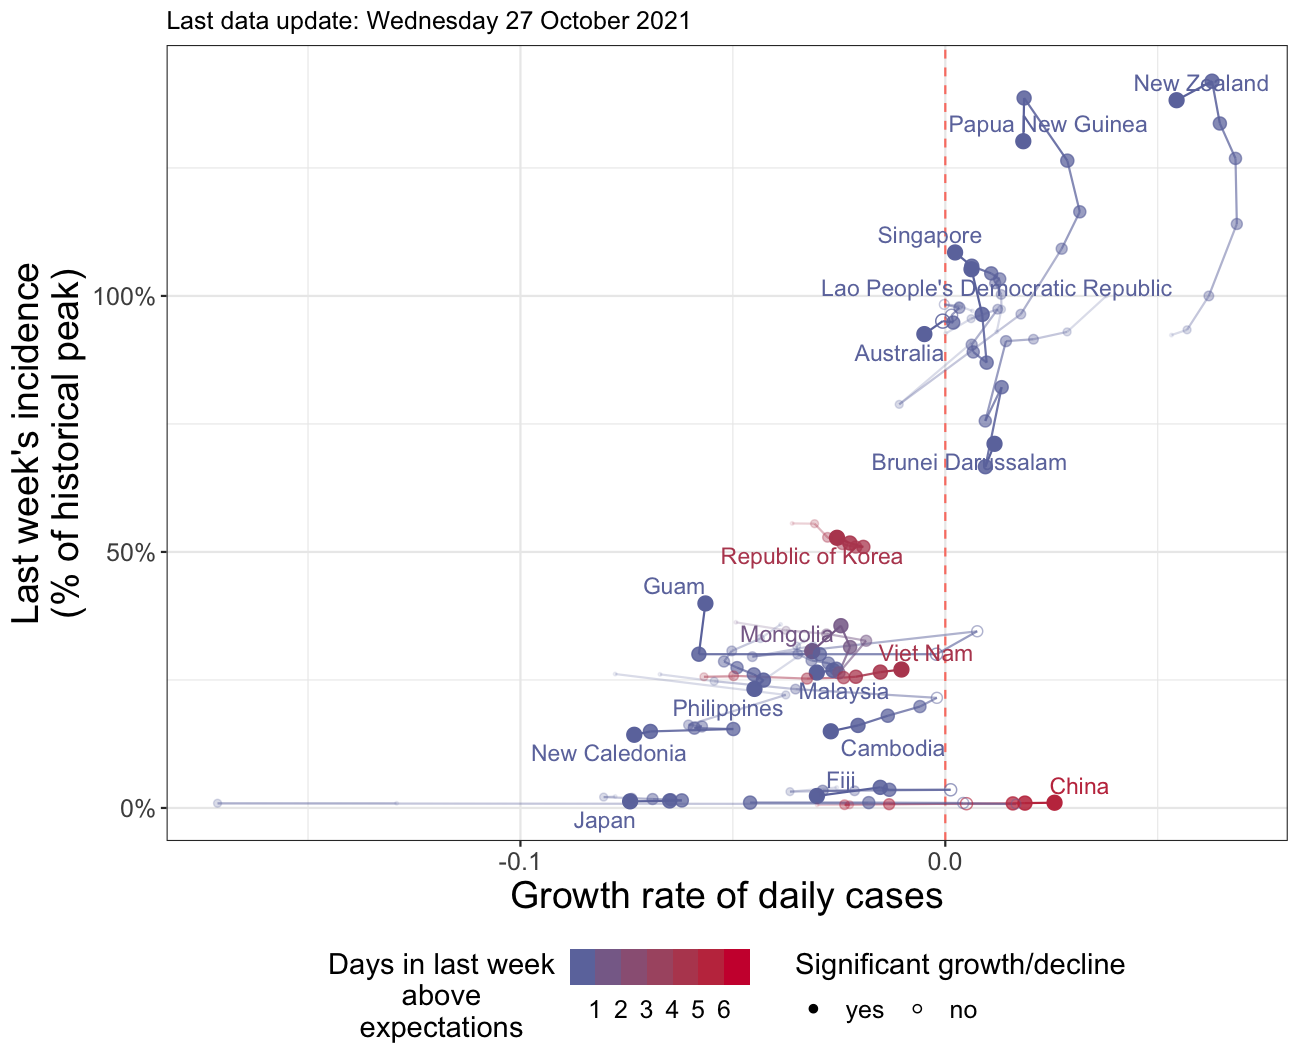 Last data update: Wednesday 27 October 2021
New Zealand
Papua New Guinea
Singapore
Lao People's Democratic Republic
Australia
Brunei Darussalam
Republic of Korea
Guam
Mongolia
Viet Nam
Malaysia
Philippines
New Caledonia
Cambodia
Fiji
China
Japan
Last week's incidence
(% of historical peak)
100%
50%
0%
-0.1
0.0
Growth rate of daily cases
Days in last week
above
expectations
1 2 3 4 5 6
Significant growth/decline
yes
no